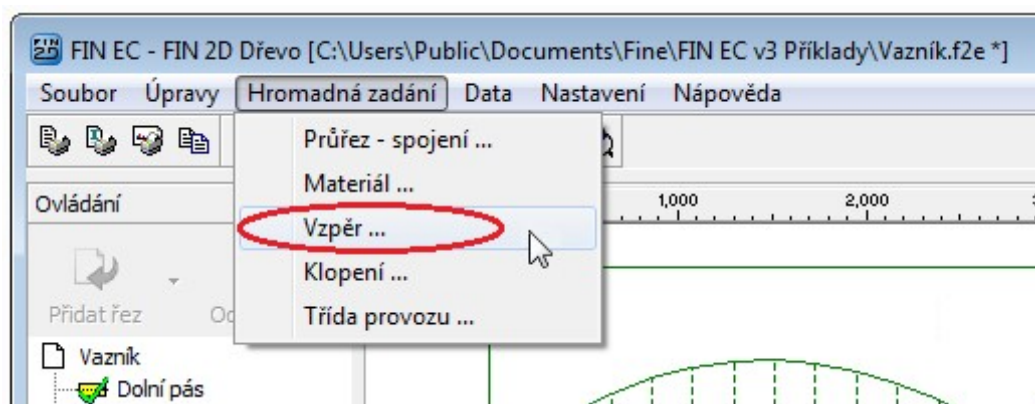 FIN EC - FIN 2D Dřevo [C:\Users\Public\Documents\Fine\FIN EC v3 Příklady\Vazník.f2e *]
Soubor Úpravy Hromadná zadání Data Nastavení Nápověda
Průřez - spojení ...
Materiál ...
Vzpěr ...
Klopení ...
Třída provozu ...
Ovládání
1,000 2,000
Přidat řez
Vazník
Dolní pás